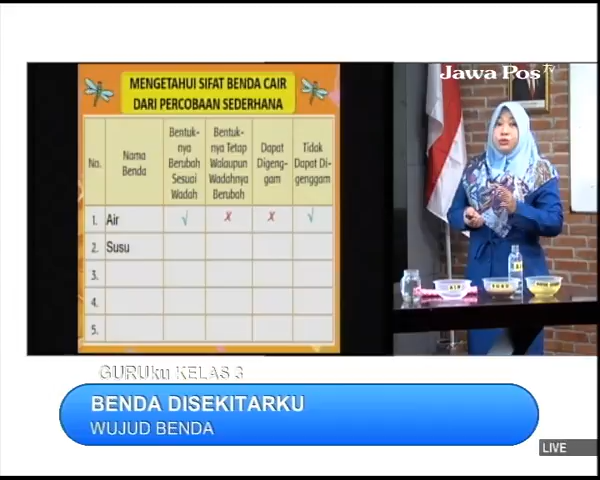 Jawa Pos TV
MENGETAHUI SIFAT BENDA CAIR
DARI PERCOBAAN SEDERHANA
No.
Nama
Benda
Bentuk-
nya
Berubah
Sesuai
Wadah
Bentuk-
nya Tetap
Walaupun
Wadahnya
Berubah
Dapat
Digeng-
gam
Tidak
Dapat Di-
genggam
1. Air √ x x √
2. Susu
3.
4.
5.
AIR
GURUku KELAS 3
BENDA DISEKITARKU
WUJUD BENDA
LIVE